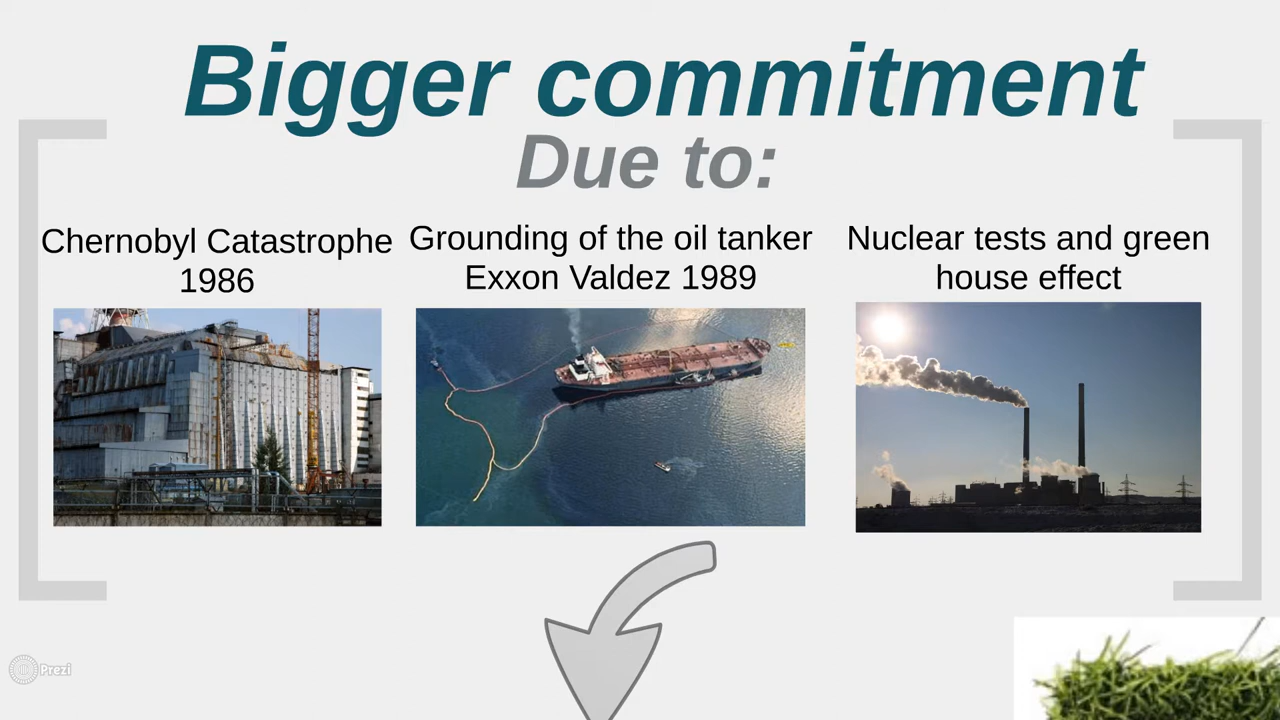 Bigger commitment
Due to:
Chernobyl Catastrophe
1986
Grounding of the oil tanker
Exxon Valdez 1989
Nuclear tests and green
house effect
Prezi